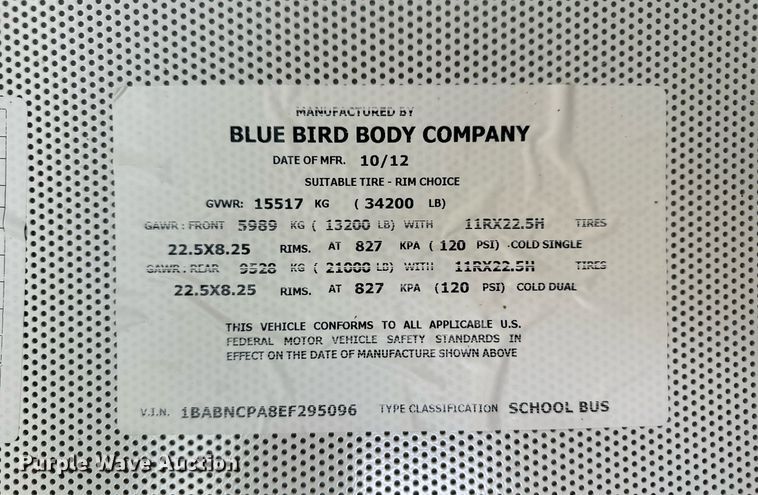 MANUFACTURED BY
BLUE BIRD BODY COMPANY
DATE OF MFR. 10/12
SUITABLE TIRE - RIM CHOICE
GVWR: 15517 KG ( 34200 LB)
GAWR : FRONT 5989 KG ( 13200 LB) WITH 11RX22.5H TIRES
22.5X8.25 RIMS. AT 827 KPA ( 120 PSI) COLD SINGLE
GAWR : REAR 9528 KG ( 21000 LB) WITH 11RX22.5H TIRES
22.5X8.25 RIMS. AT 827 KPA (120 PSI) COLD DUAL
THIS VEHICLE CONFORMS TO ALL APPLICABLE U.S.
FEDERAL MOTOR VEHICLE SAFETY STANDARDS IN
EFFECT ON THE DATE OF MANUFACTURE SHOWN ABOVE
V.I.N. 1BABNCPA8EF295096 TYPE CLASSIFICATION SCHOOL BUS
Purple Wave Auction